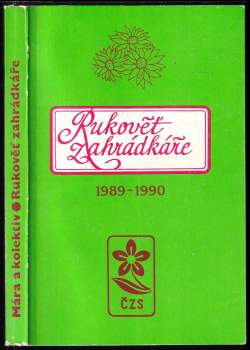 Mára a kolektiv • Rukověť zahrádkáře
Rukověť
Zahrádkáře
1989-1990
ČZS